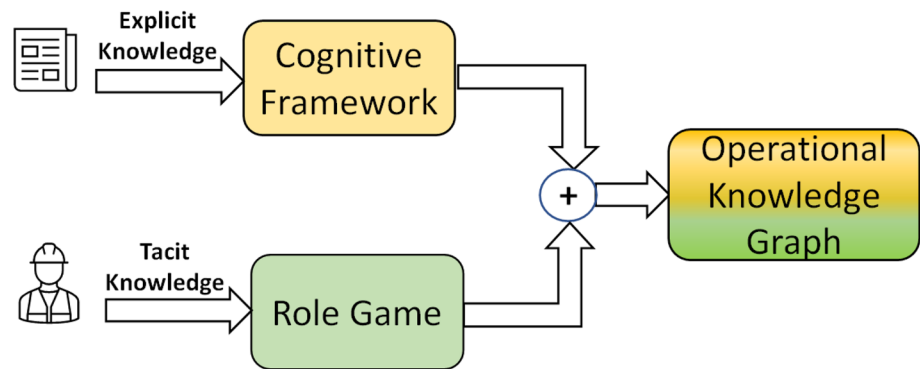 Explicit
Knowledge
Cognitive
Framework
+
Operational
Knowledge
Graph
Tacit
Knowledge
Role Game